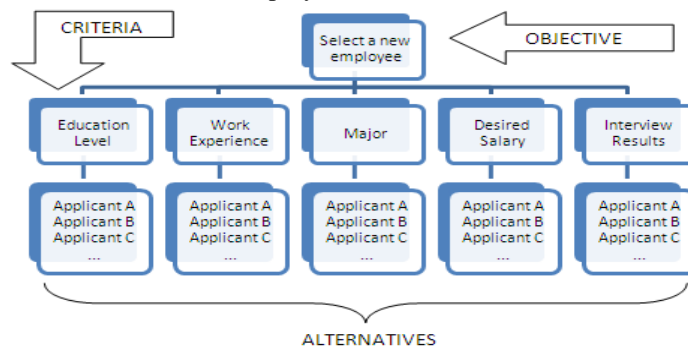 CRITERIA
Select a new
employee
OBJECTIVE
Education
Level
Work
Experience
Major
Desired
Salary
Interview
Results
Applicant A
Applicant B
Applicant C
...
Applicant A
Applicant B
Applicant C
...
Applicant A
Applicant B
Applicant C
...
Applicant A
Applicant B
Applicant C
...
Applicant A
Applicant B
Applicant C
...
ALTERNATIVES